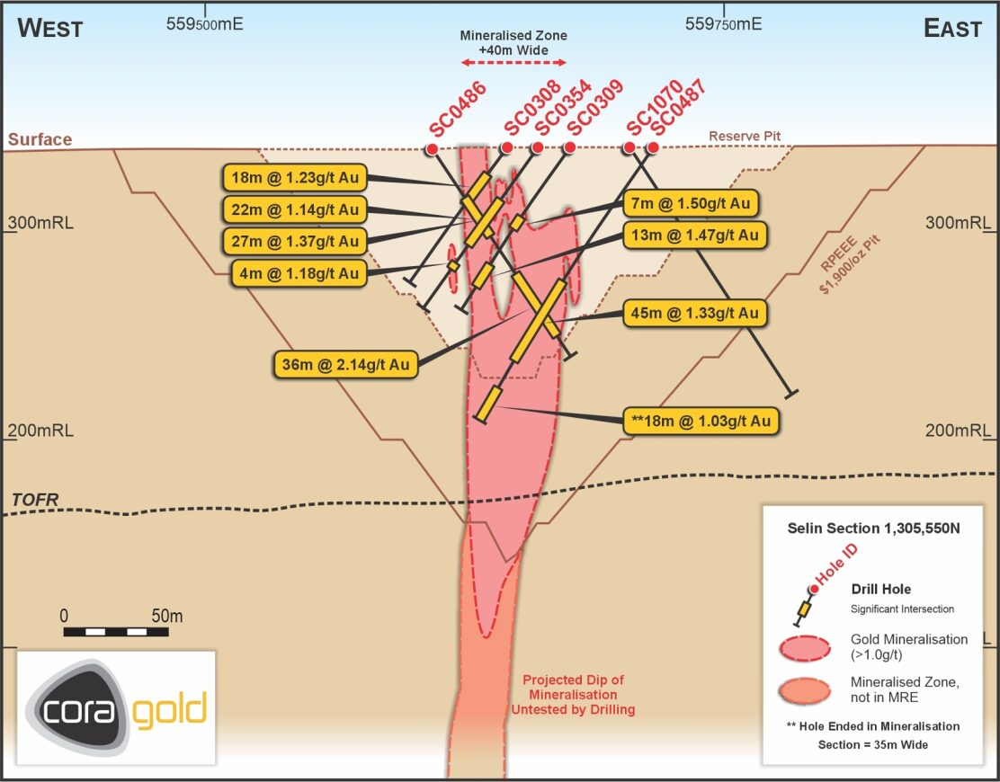 WEST
559500mE
559750mE
EAST
Mineralised Zone
+40m Wide
SC0486
SC0308
SC0354
SC0309
SC1070
SC0487
Surface
Reserve Pit
18m @ 1.23g/t Au
22m @ 1.14g/t Au
27m @ 1.37g/t Au
4m @ 1.18g/t Au
7m @ 1.50g/t Au
13m @ 1.47g/t Au
300mRL
300mRL
RPEEE
$1,900/oz Pit
45m @ 1.33g/t Au
36m @ 2.14g/t Au
**18m @ 1.03g/t Au
200mRL
200mRL
TOFR
0 50m
cora gold
Projected Dip of
Mineralisation
Untested by Drilling
Selin Section 1,305,550N
Hole ID
Drill Hole
Significant Intersection
Gold Mineralisation
(>1.0g/t)
Mineralised Zone,
not in MRE
** Hole Ended in Mineralisation
Section = 35m Wide